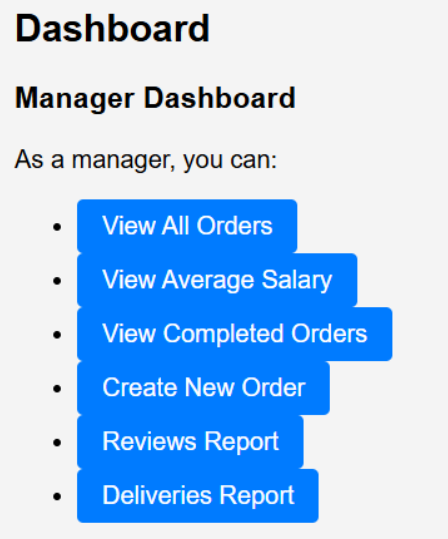 Dashboard
Manager Dashboard
As a manager, you can:
View All Orders
View Average Salary
View Completed Orders
Create New Order
Reviews Report
Deliveries Report